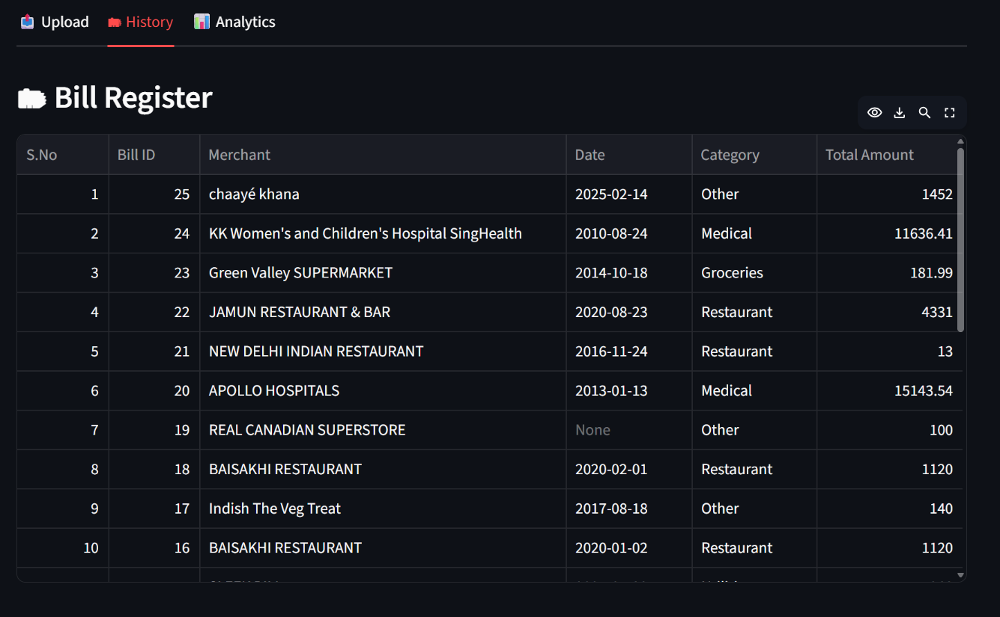 Upload History Analytics
Bill Register
S.No Bill ID Merchant Date Category Total Amount
1 25 chaayé khana 2025-02-14 Other 1452
2 24 KK Women's and Children's Hospital SingHealth 2010-08-24 Medical 11636.41
3 23 Green Valley SUPERMARKET 2014-10-18 Groceries 181.99
4 22 JAMUN RESTAURANT & BAR 2020-08-23 Restaurant 4331
5 21 NEW DELHI INDIAN RESTAURANT 2016-11-24 Restaurant 13
6 20 APOLLO HOSPITALS 2013-01-13 Medical 15143.54
7 19 REAL CANADIAN SUPERSTORE None Other 100
8 18 BAISAKHI RESTAURANT 2020-02-01 Restaurant 1120
9 17 Indish The Veg Treat 2017-08-18 Other 140
10 16 BAISAKHI RESTAURANT 2020-01-02 Restaurant 1120